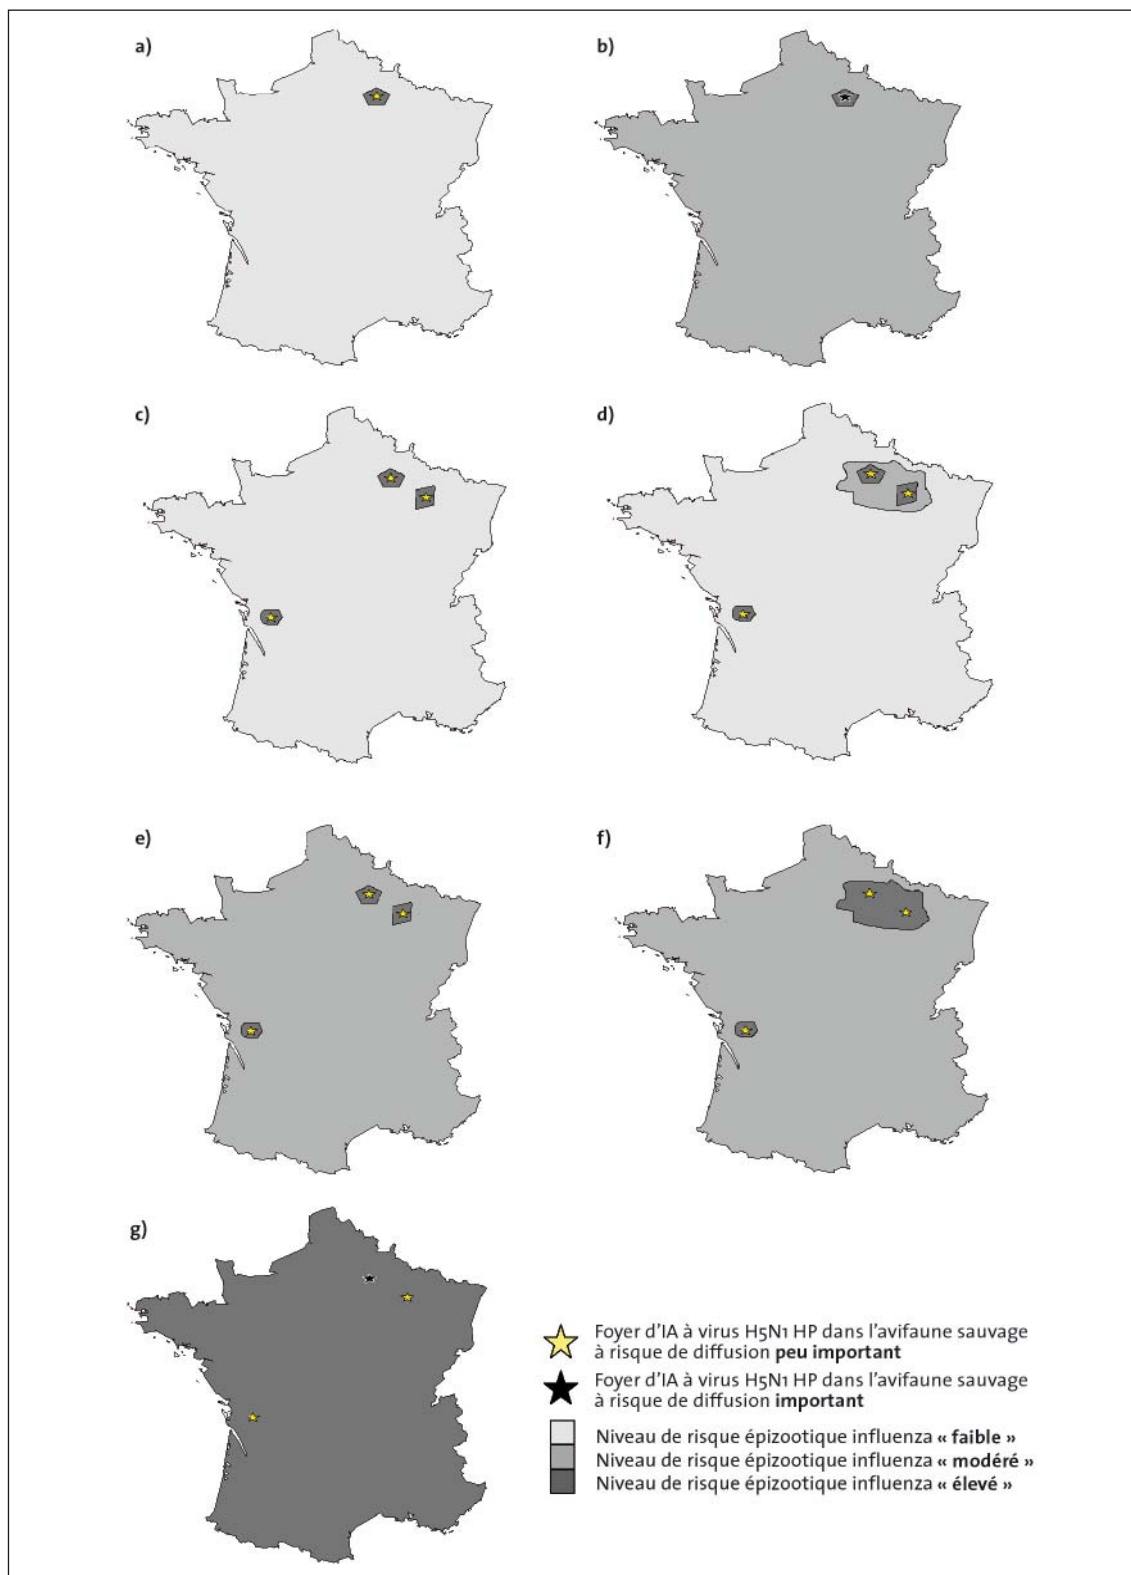 a)
b)
c)
d)
e)
f)
g)
Foyer d'IA à virus H5N1 HP dans l'avifaune sauvage
à risque de diffusion peu important
Foyer d'IA à virus H5N1 HP dans l'avifaune sauvage
à risque de diffusion important
Niveau de risque épizootique influenza « faible »
Niveau de risque épizootique influenza « modéré »
Niveau de risque épizootique influenza « élevé »